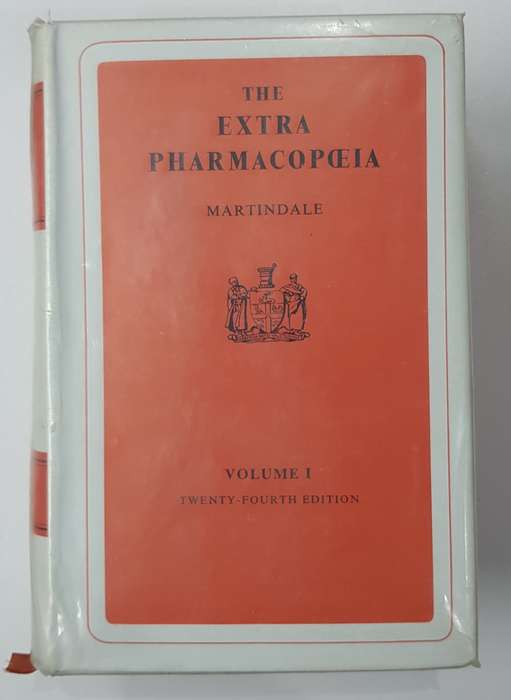 THE
EXTRA
PHARMACOPŒIA
MARTINDALE
VOLUME I
TWENTY-FOURTH EDITION